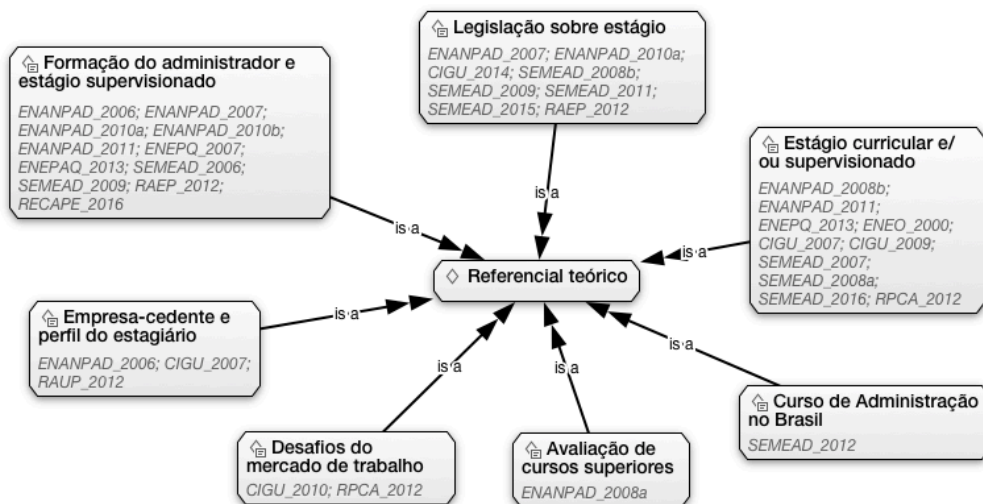 Legislação sobre estágio
ENANPAD_2007; ENANPAD_2010a;
CIGU_2014; SEMEAD_2008b;
SEMEAD_2009; SEMEAD_2011;
SEMEAD_2015; RAEP_2012
Formação do administrador e
estágio supervisionado
ENANPAD_2006; ENANPAD_2007;
ENANPAD_2010a; ENANPAD_2010b;
ENANPAD_2011; ENEPQ_2007;
ENEPAQ_2013; SEMEAD_2006;
SEMEAD_2009; RAEP_2012;
RECAPE_2016
Estágio curricular e/
ou supervisionado
ENANPAD_2008b;
ENANPAD_2011;
ENEPQ_2013; ENEO_2000;
CIGU_2007; CIGU_2009;
SEMEAD_2007;
SEMEAD_2008a;
SEMEAD_2016; RPCA_2012
is a
is a
is a
Referencial teórico
Empresa-cedente e
perfil do estagiário
ENANPAD_2006; CIGU_2007;
RAUP_2012
is a
is a
is a
is a
Desafios do
mercado de trabalho
CIGU_2010; RPCA_2012
Avaliação de
cursos superiores
ENANPAD_2008a
Curso de Administração
no Brasil
SEMEAD_2012